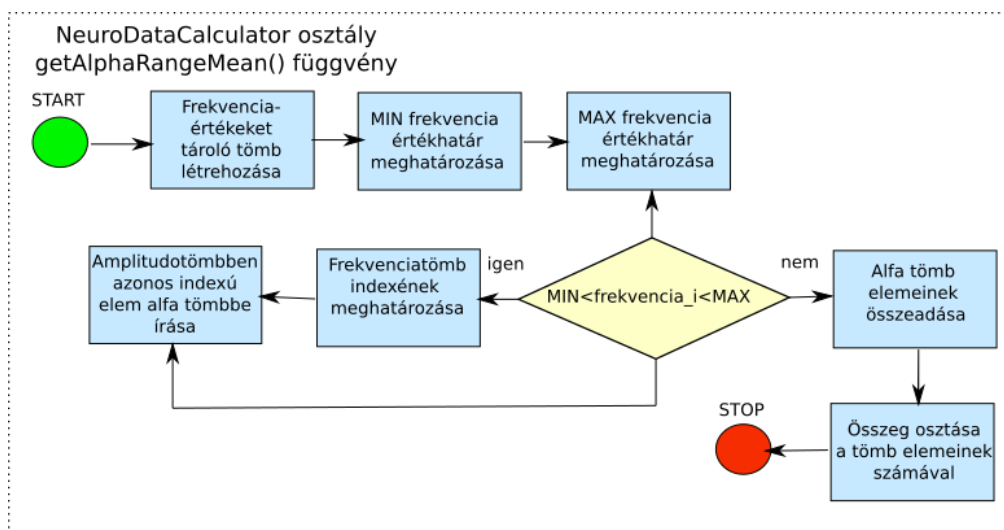 NeuroDataCalculator osztály
getAlphaRangeMean() függvény
START
Frekvencia-
értékeket
tároló tömb
létrehozása
MIN frekvencia
értékhatár
meghatározása
MAX frekvencia
értékhatár
meghatározása
Amplitudotömbben
azonos indexú
elem alfa tömbbe
írása
Frekvenciatömb
indexének
meghatározása
igen
MIN<frekvencia_i<MAX
nem
Alfa tömb
elemeinek
összeadása
STOP
Összeg osztása
a tömb elemeinek
számával